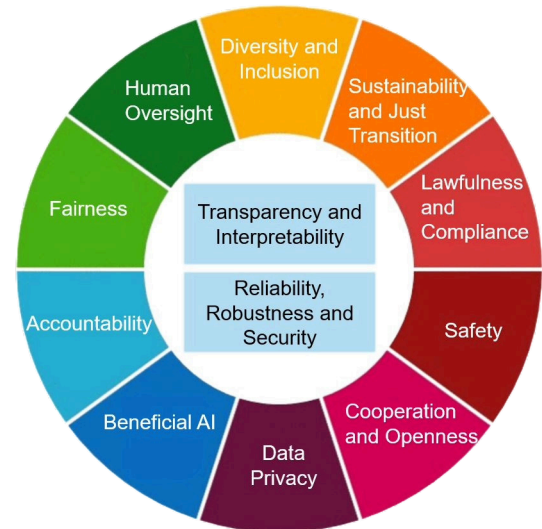 Diversity and
Inclusion
Sustainability
and Just
Transition
Lawfulness
and
Compliance
Safety
Cooperation
and Openness
Data
Privacy
Beneficial AI
Accountability
Fairness
Human
Oversight
Transparency and
Interpretability
Reliability,
Robustness and
Security